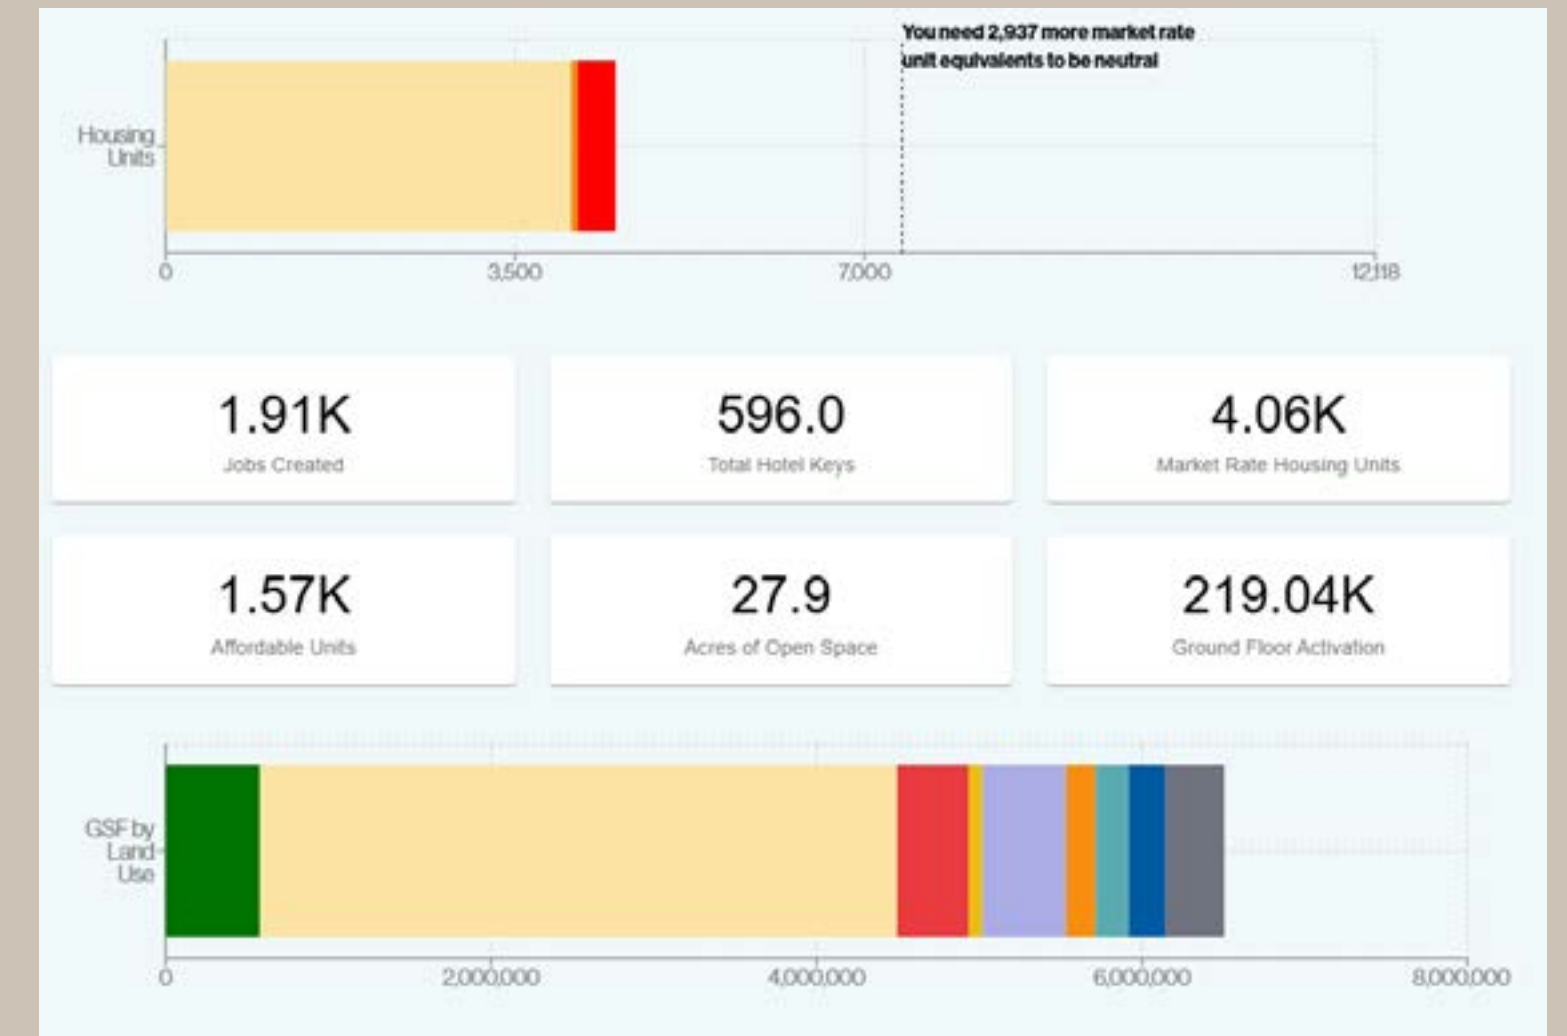 You need 2,937 more market rate
unit equivalents to be neutral
Housing
Units
0
3,500
7,000
12,118
1.91K
Jobs Created
596.0
Total Hotel Keys
4.06K
Market Rate Housing Units
1.57K
Affordable Units
27.9
Acres of Open Space
219.04K
Ground Floor Activation
GSF by
Land
Use
0
2,000,000
4,000,000
6,000,000
8,000,000